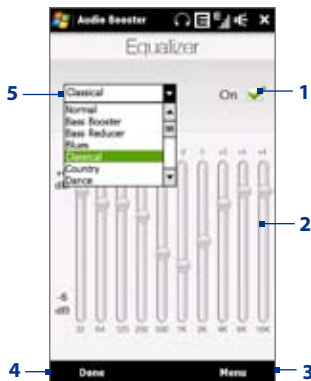 Audio Booster
Equalizer
5
Classical
On
1
Normal
Bass Booster
Bass Reducer
Blues
Classical
Country
Dance
2
-6
dB
32 64 125 250 500 1K 2K 4K 8K 16K
4
Done
Menu
3